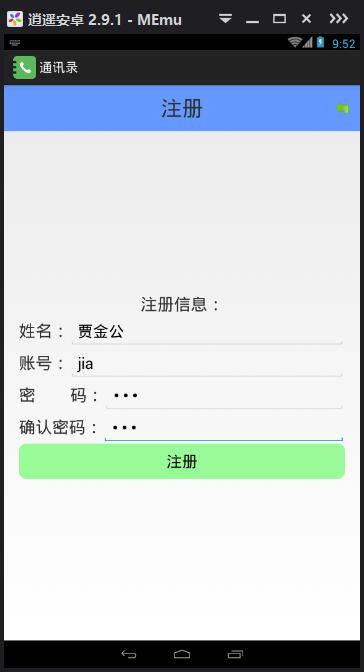 逍遥安卓 2.9.1 - MEmu
9:52
通讯录
注册
注册信息：
姓名： 贾金公
账号： jia
密　　码： •••
确认密码： •••
注册